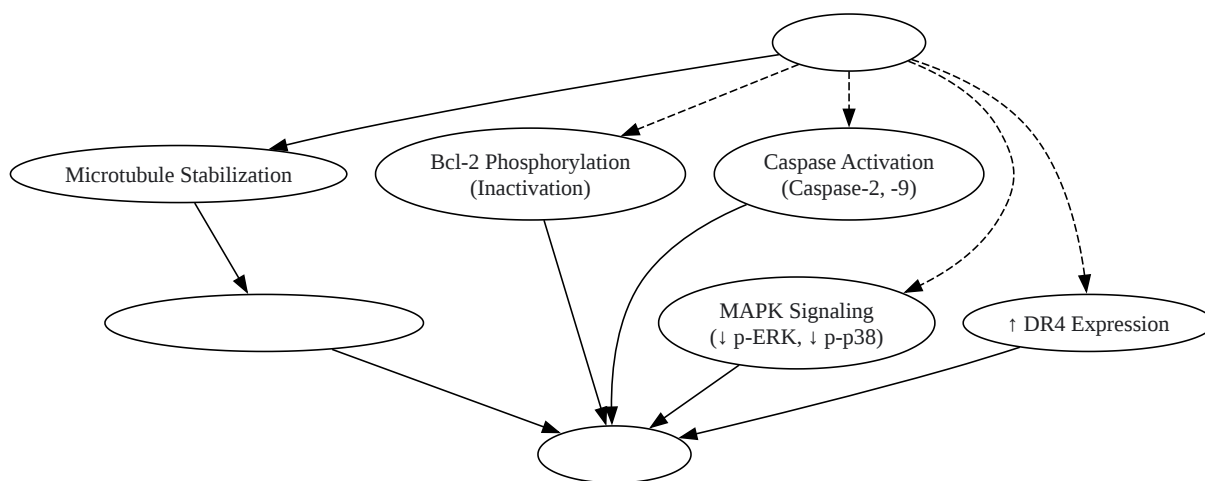 Microtubule Stabilization
Bcl-2 Phosphorylation
(Inactivation)
Caspase Activation
(Caspase-2, -9)
MAPK Signaling
(↓ p-ERK, ↓ p-p38)
↑ DR4 Expression